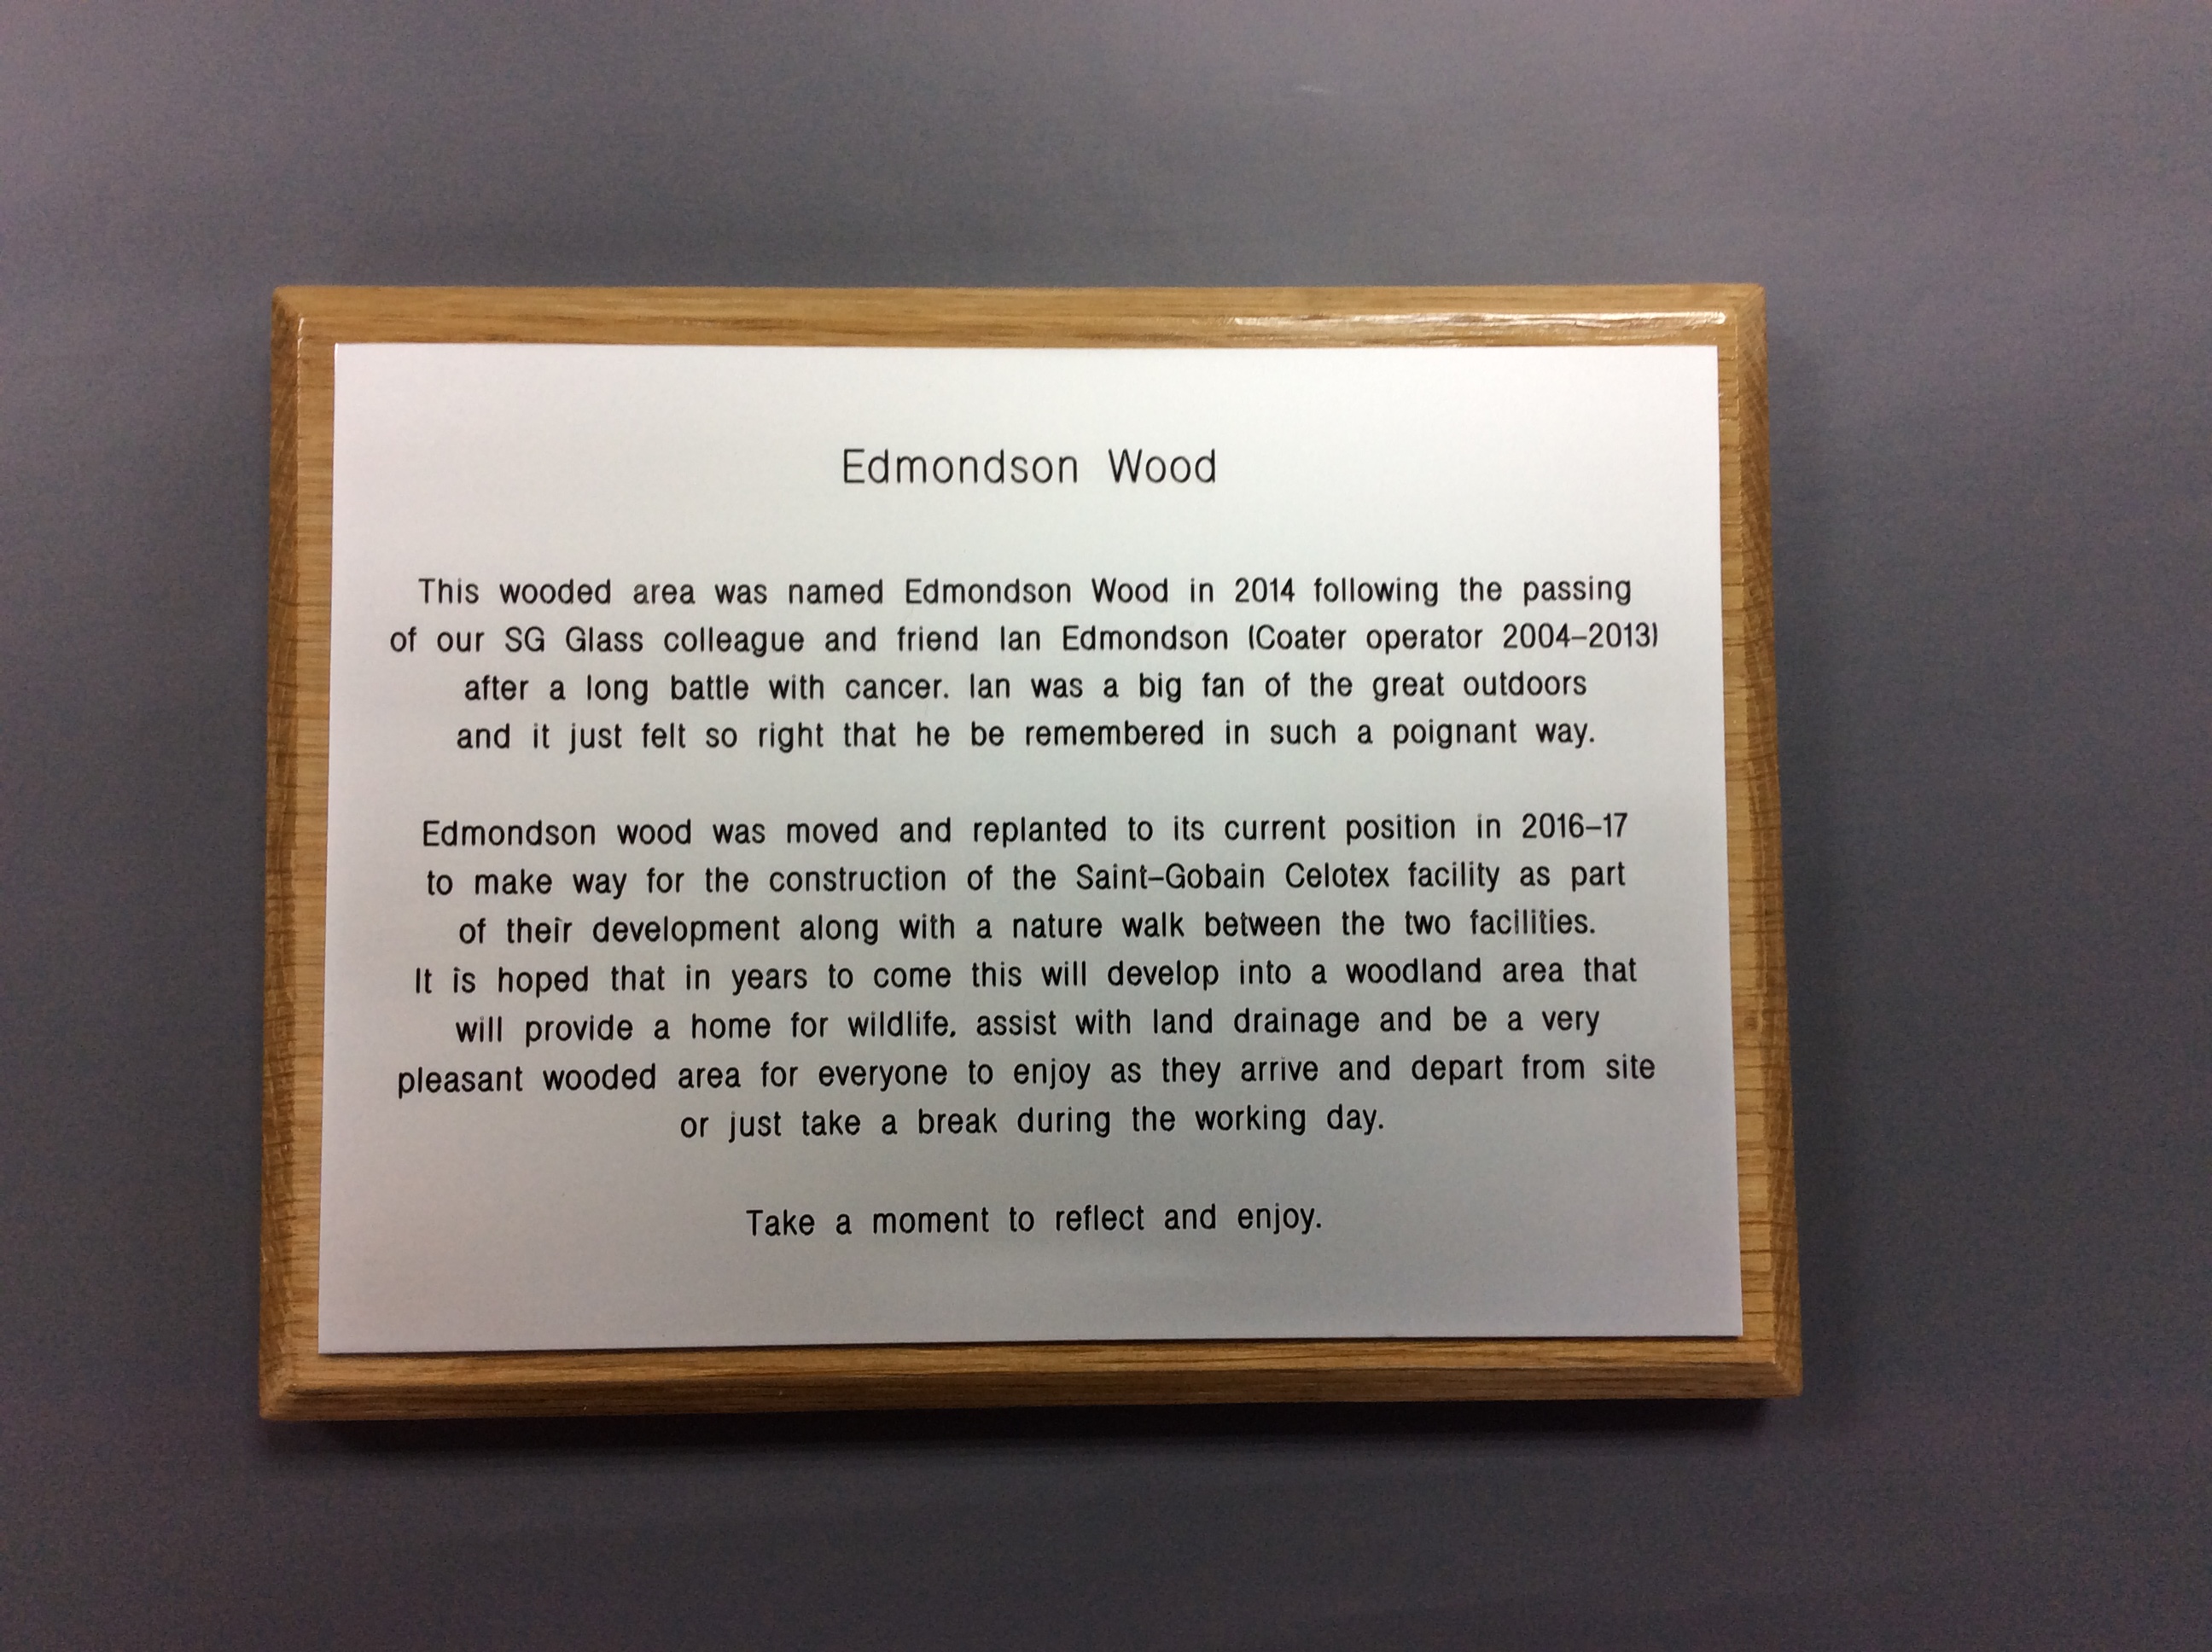 Edmondson Wood
This wooded area was named Edmondson Wood in 2014 following the passing
of our SG Glass colleague and friend Ian Edmondson (Coater operator 2004–2013)
after a long battle with cancer. Ian was a big fan of the great outdoors
and it just felt so right that he be remembered in such a poignant way.
Edmondson wood was moved and replanted to its current position in 2016–17
to make way for the construction of the Saint–Gobain Celotex facility as part
of their development along with a nature walk between the two facilities.
It is hoped that in years to come this will develop into a woodland area that
will provide a home for wildlife, assist with land drainage and be a very
pleasant wooded area for everyone to enjoy as they arrive and depart from site
or just take a break during the working day.
Take a moment to reflect and enjoy.